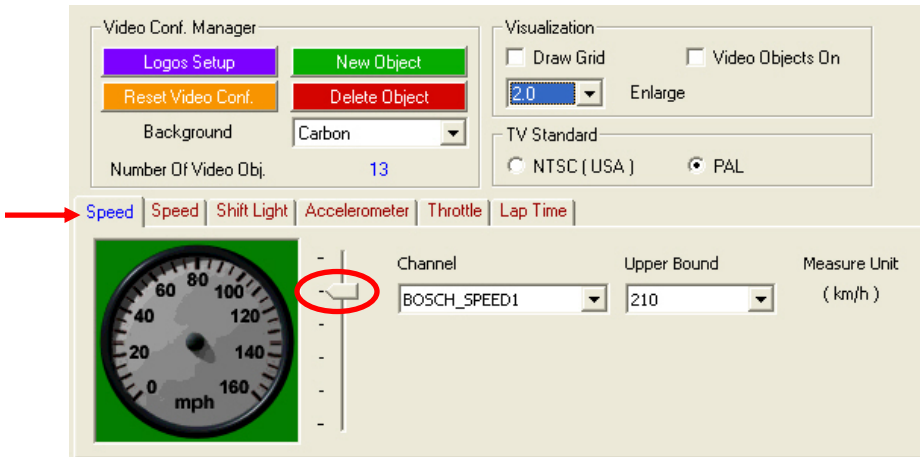 Video Conf. Manager
Logos Setup
New Object
Reset Video Conf.
Delete Object
Background
Carbon
Number Of Video Obj.
13
Visualization
Draw Grid
Video Objects On
2.0
Enlarge
TV Standard
NTSC ( USA )
PAL
Speed
Speed
Shift Light
Accelerometer
Throttle
Lap Time
0
20
40
60
80
100
120
140
160
mph
Channel
BOSCH_SPEED1
Upper Bound
210
Measure Unit
( km/h )